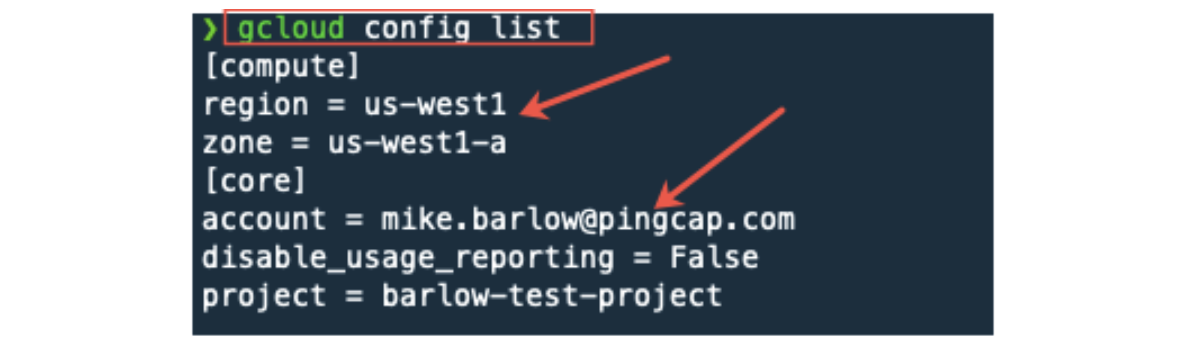 ❯ gcloud config list
[compute]
region = us-west1
zone = us-west1-a
[core]
account = mike.barlow@pingcap.com
disable_usage_reporting = False
project = barlow-test-project